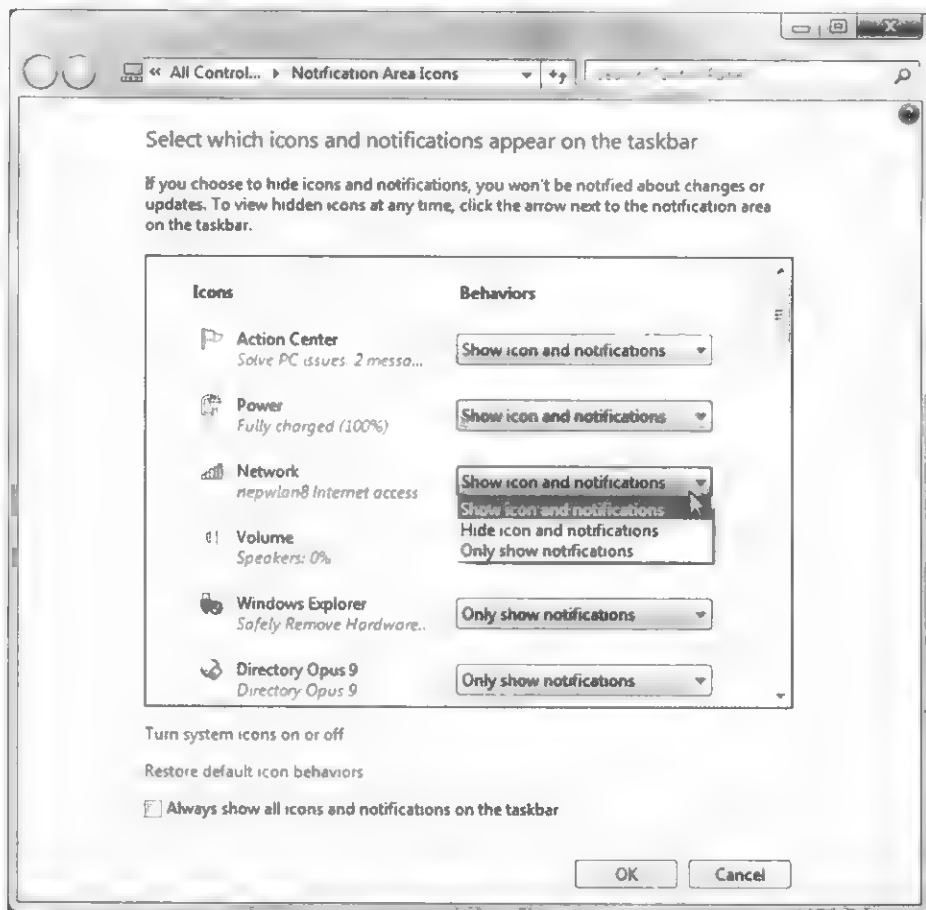 « All Control... ▸ Notification Area Icons
Select which icons and notifications appear on the taskbar
If you choose to hide icons and notifications, you won't be notified about changes or
updates. To view hidden icons at any time, click the arrow next to the notification area
on the taskbar.
Icons Behaviors
Action Center
Solve PC issues: 2 messa...
Show icon and notifications
Power
Fully charged (100%)
Show icon and notifications
Network
nepwlan8 Internet access
Show icon and notifications
Show icon and notifications
Hide icon and notifications
Only show notifications
Volume
Speakers: 0%
Windows Explorer
Safely Remove Hardware..
Only show notifications
Directory Opus 9
Directory Opus 9
Only show notifications
Turn system icons on or off
Restore default icon behaviors
Always show all icons and notifications on the taskbar
OK Cancel